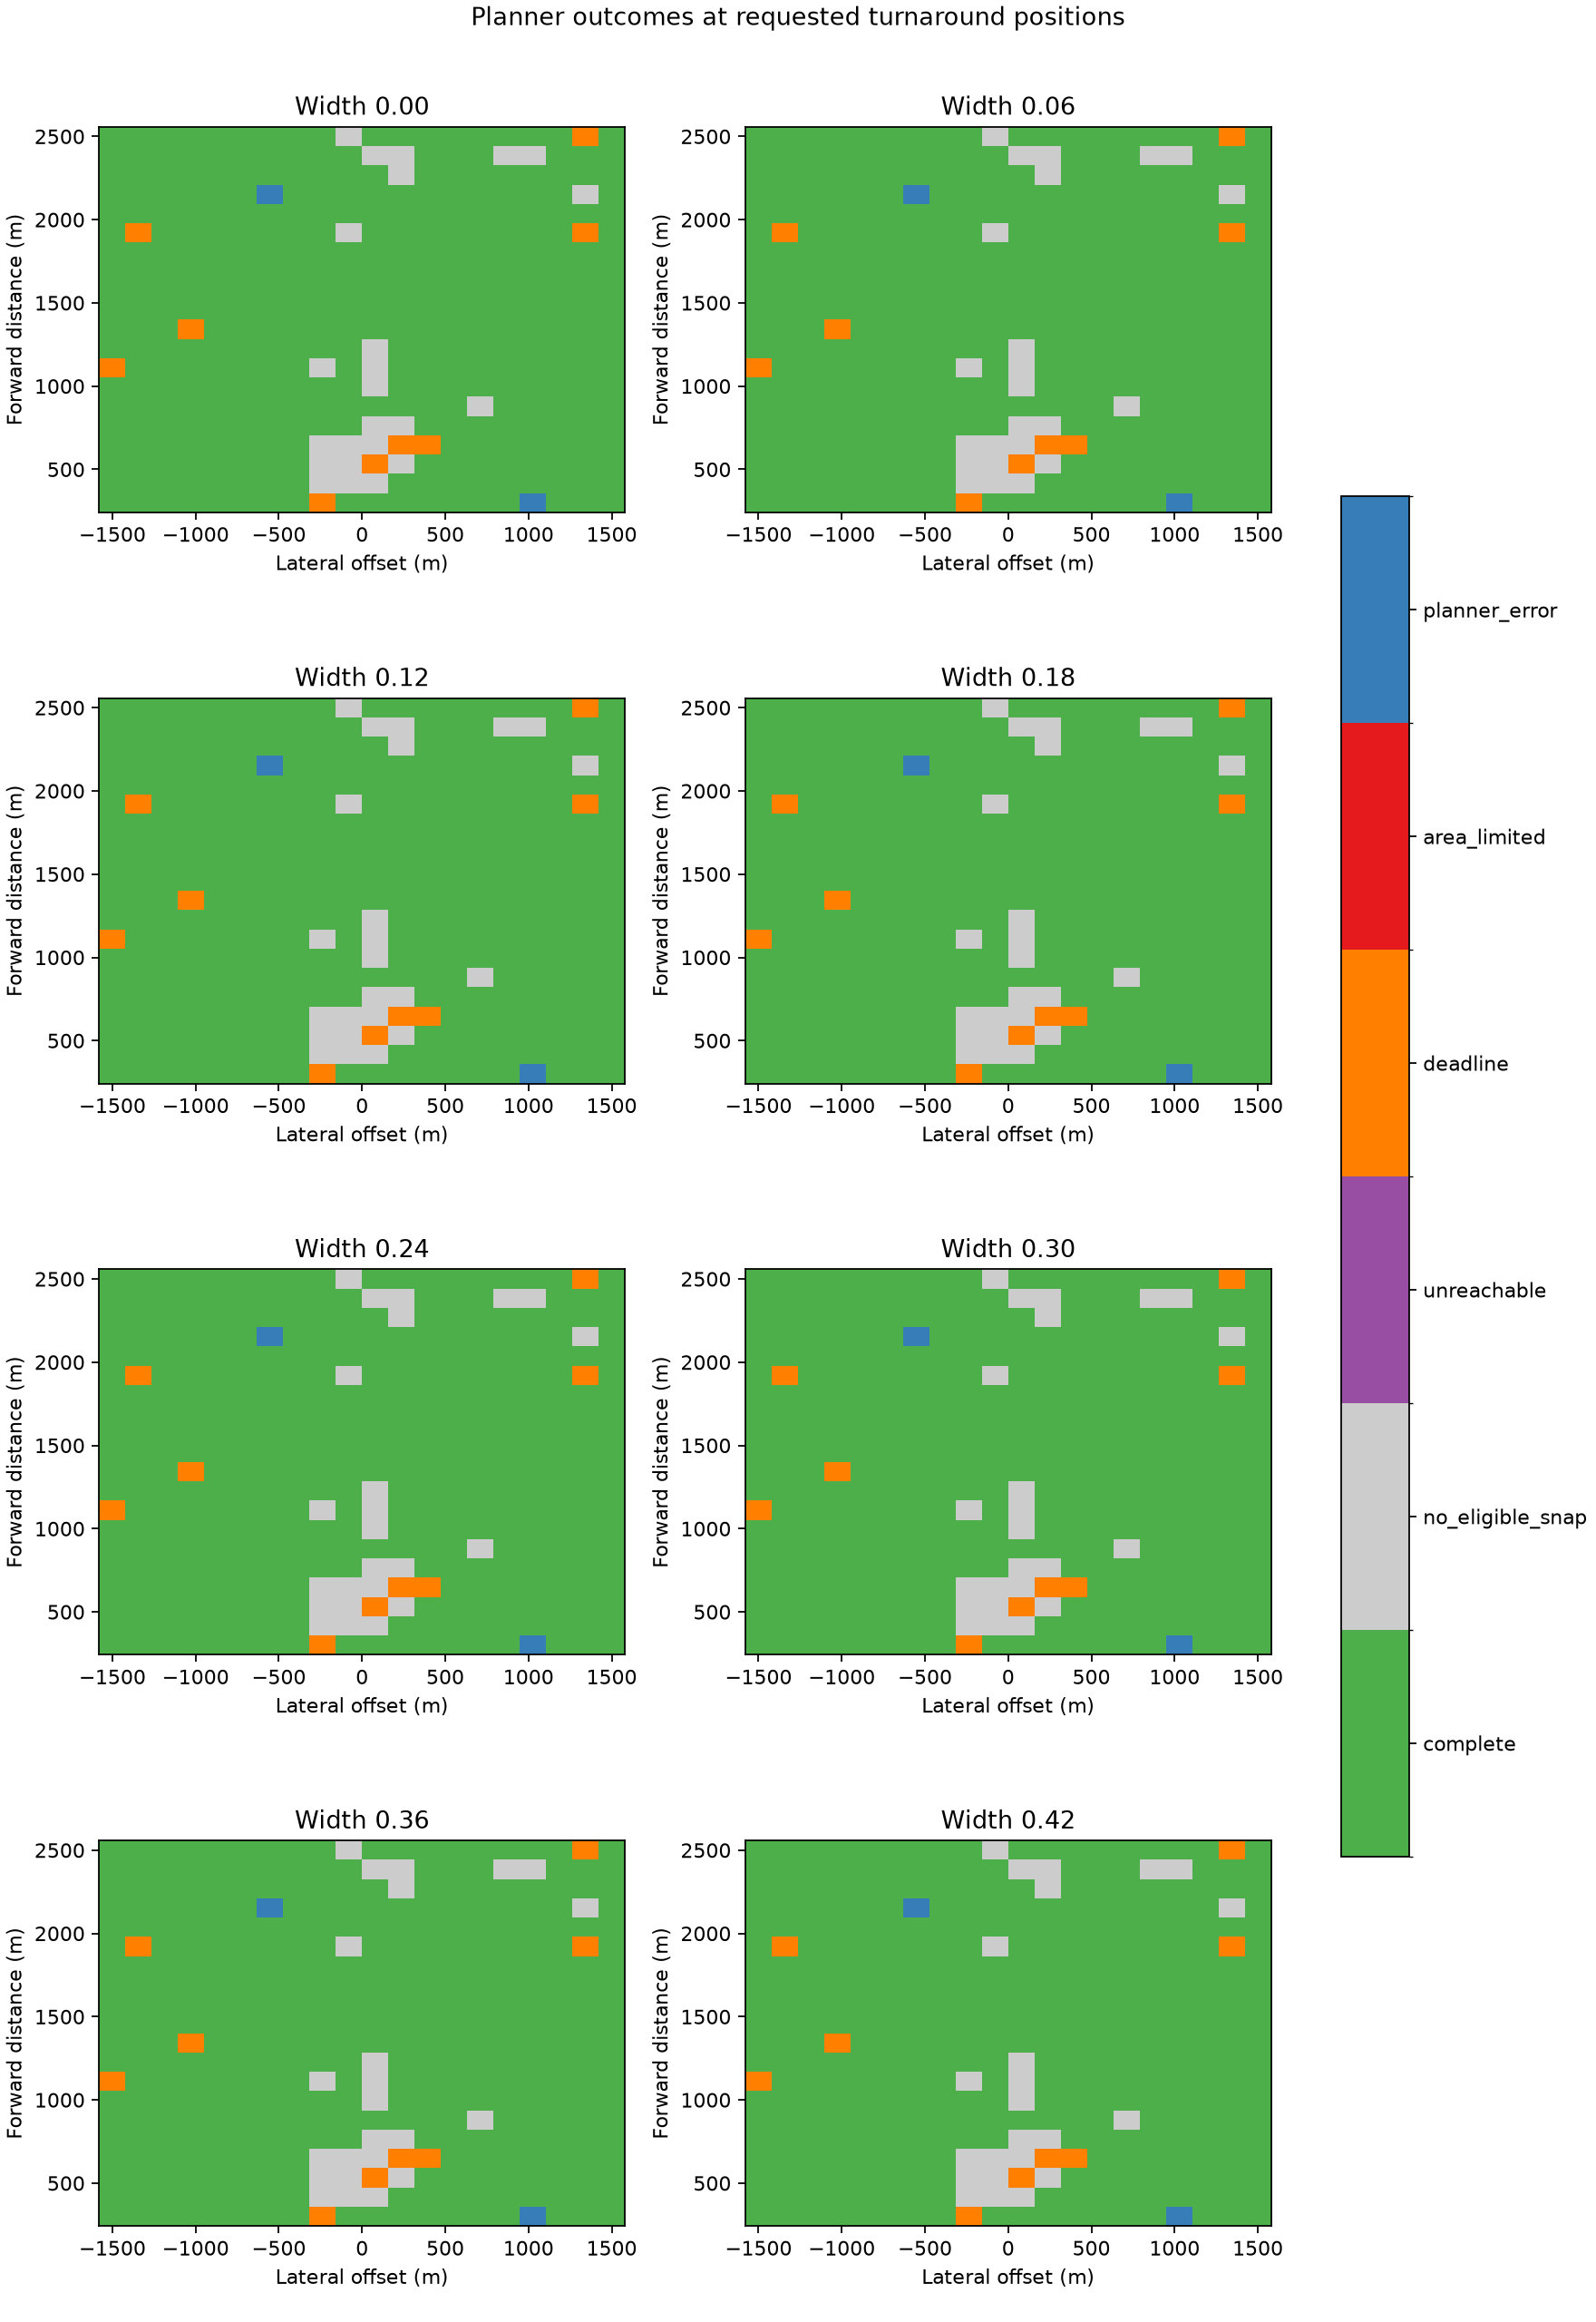 Planner outcomes at requested turnaround positions
Width 0.00
Forward distance (m)
2500
2000
1500
1000
500
−1500 −1000 −500 0 500 1000 1500
Lateral offset (m)
Width 0.06
Forward distance (m)
2500
2000
1500
1000
500
−1500 −1000 −500 0 500 1000 1500
Lateral offset (m)
Width 0.12
Forward distance (m)
2500
2000
1500
1000
500
−1500 −1000 −500 0 500 1000 1500
Lateral offset (m)
Width 0.18
Forward distance (m)
2500
2000
1500
1000
500
−1500 −1000 −500 0 500 1000 1500
Lateral offset (m)
Width 0.24
Forward distance (m)
2500
2000
1500
1000
500
−1500 −1000 −500 0 500 1000 1500
Lateral offset (m)
Width 0.30
Forward distance (m)
2500
2000
1500
1000
500
−1500 −1000 −500 0 500 1000 1500
Lateral offset (m)
Width 0.36
Forward distance (m)
2500
2000
1500
1000
500
−1500 −1000 −500 0 500 1000 1500
Lateral offset (m)
Width 0.42
Forward distance (m)
2500
2000
1500
1000
500
−1500 −1000 −500 0 500 1000 1500
Lateral offset (m)
planner_error
area_limited
deadline
unreachable
no_eligible_snap
complete